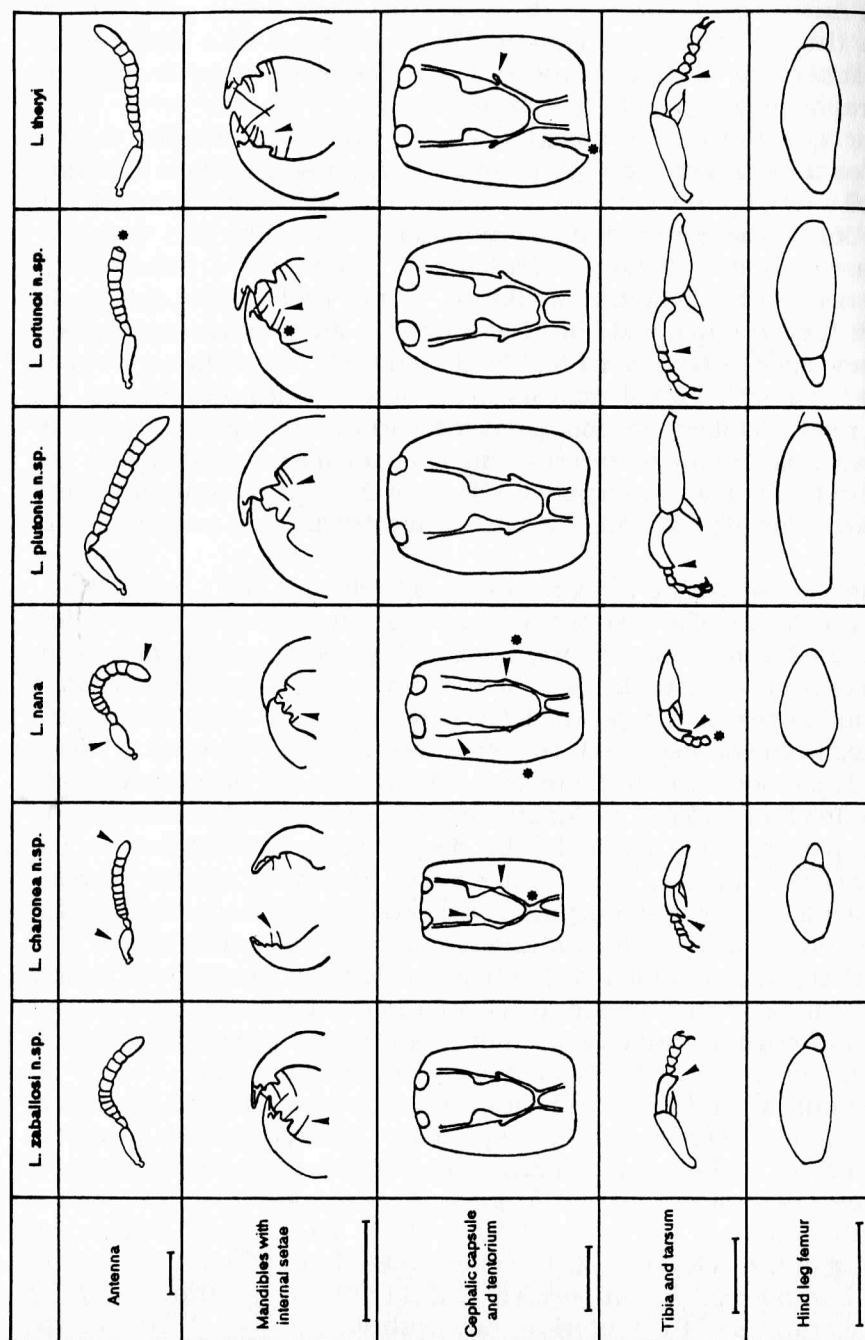 L. zaballosi n.sp.
L. charonea n.sp.
L. nana
L. plutonia n.sp.
L. ortunoi n.sp.
L. theryi
Antenna
Mandibles with
internal setae
Cephalic capsule
and tentorium
Tibia and tarsum
Hind leg femur